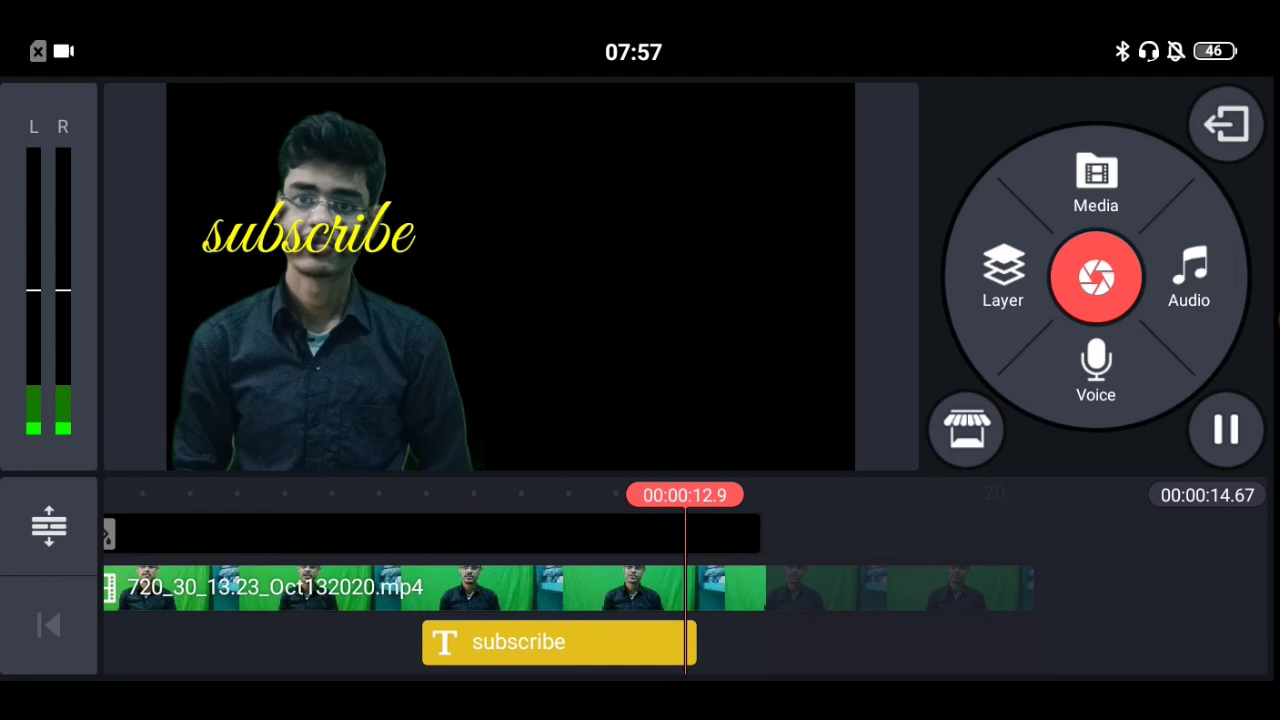 07:57
46
L R
subscribe
Media
Layer
Audio
Voice
00:00:12.9
20
00:00:14.67
720_30_13.23_Oct132020.mp4
T subscribe